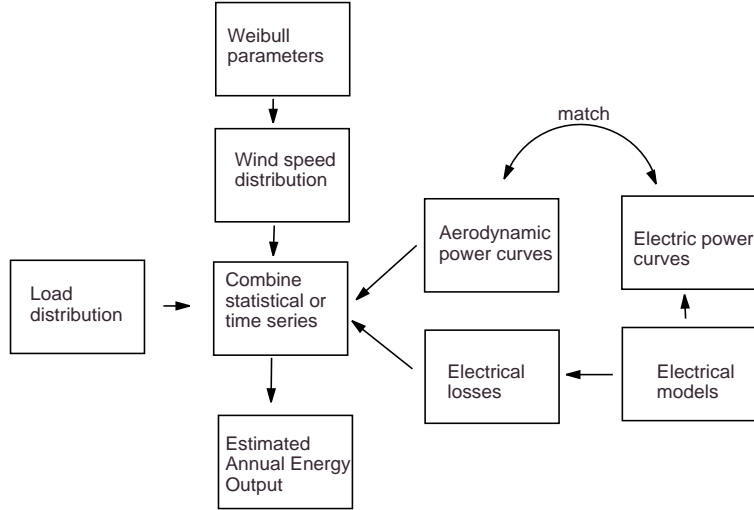 Weibull
parameters
match
Wind speed
distribution
Aerodynamic
power curves
Electric power
curves
Load
distribution
Combine
statistical or
time series
Electrical
losses
Electrical
models
Estimated
Annual Energy
Output